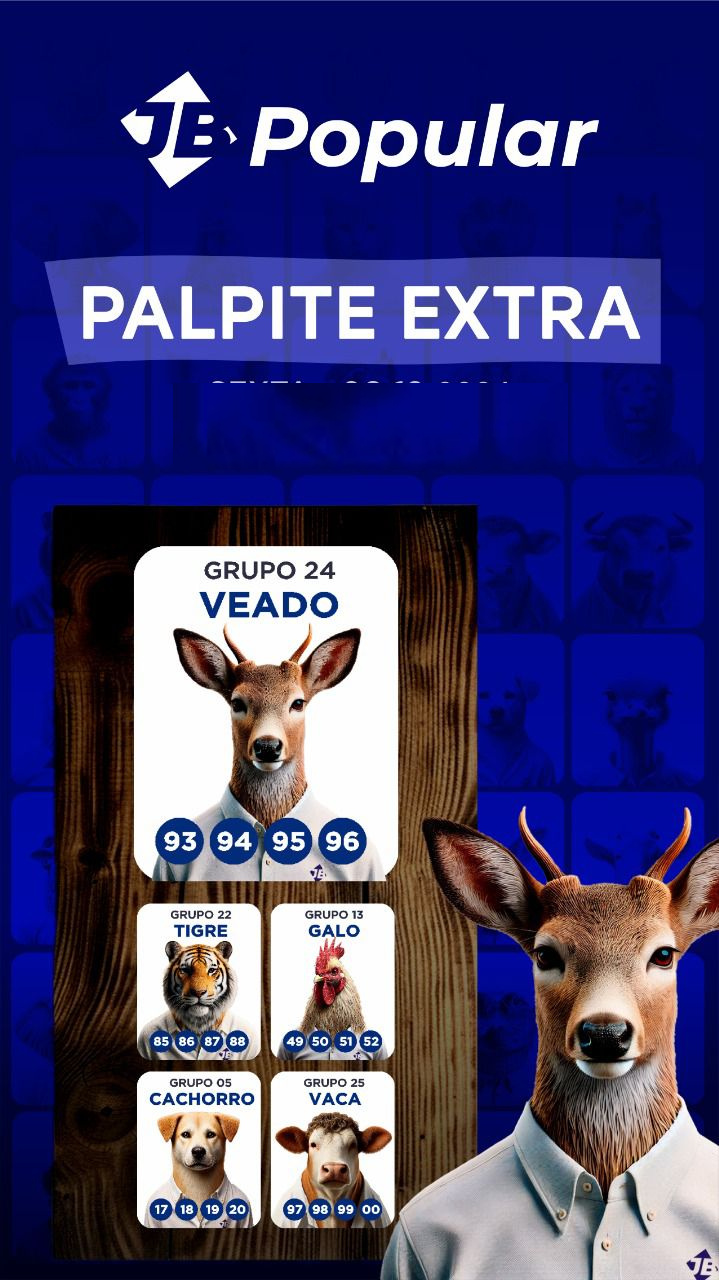 JB Popular
PALPITE EXTRA
GRUPO 24
VEADO
93 94 95 96
GRUPO 22
TIGRE
85 86 87 88
GRUPO 13
GALO
49 50 51 52
GRUPO 05
CACHORRO
17 18 19 20
GRUPO 25
VACA
97 98 99 00
JB